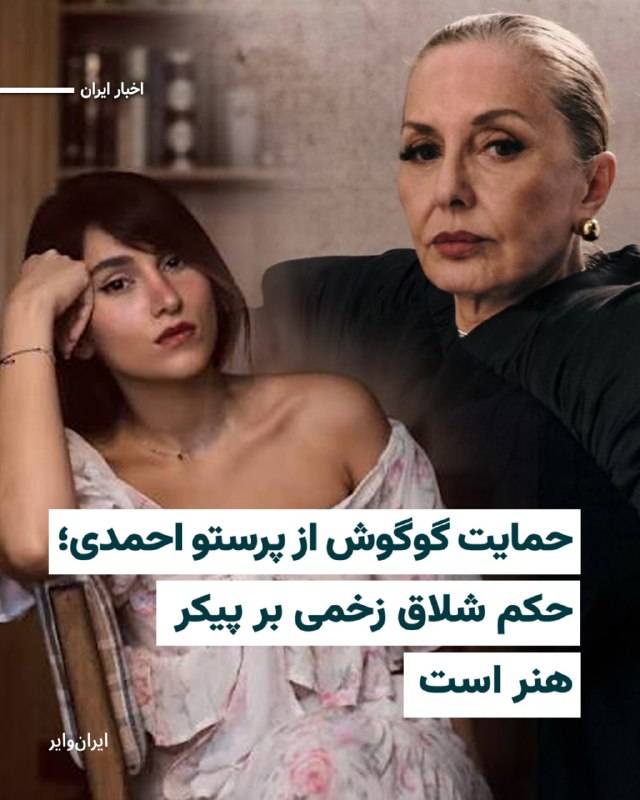 اخبار ایران
حمایت گوگوش از پرستو احمدی؛
حکم شلاق زخمی بر پیکر
هنر است
ایران‌وایر